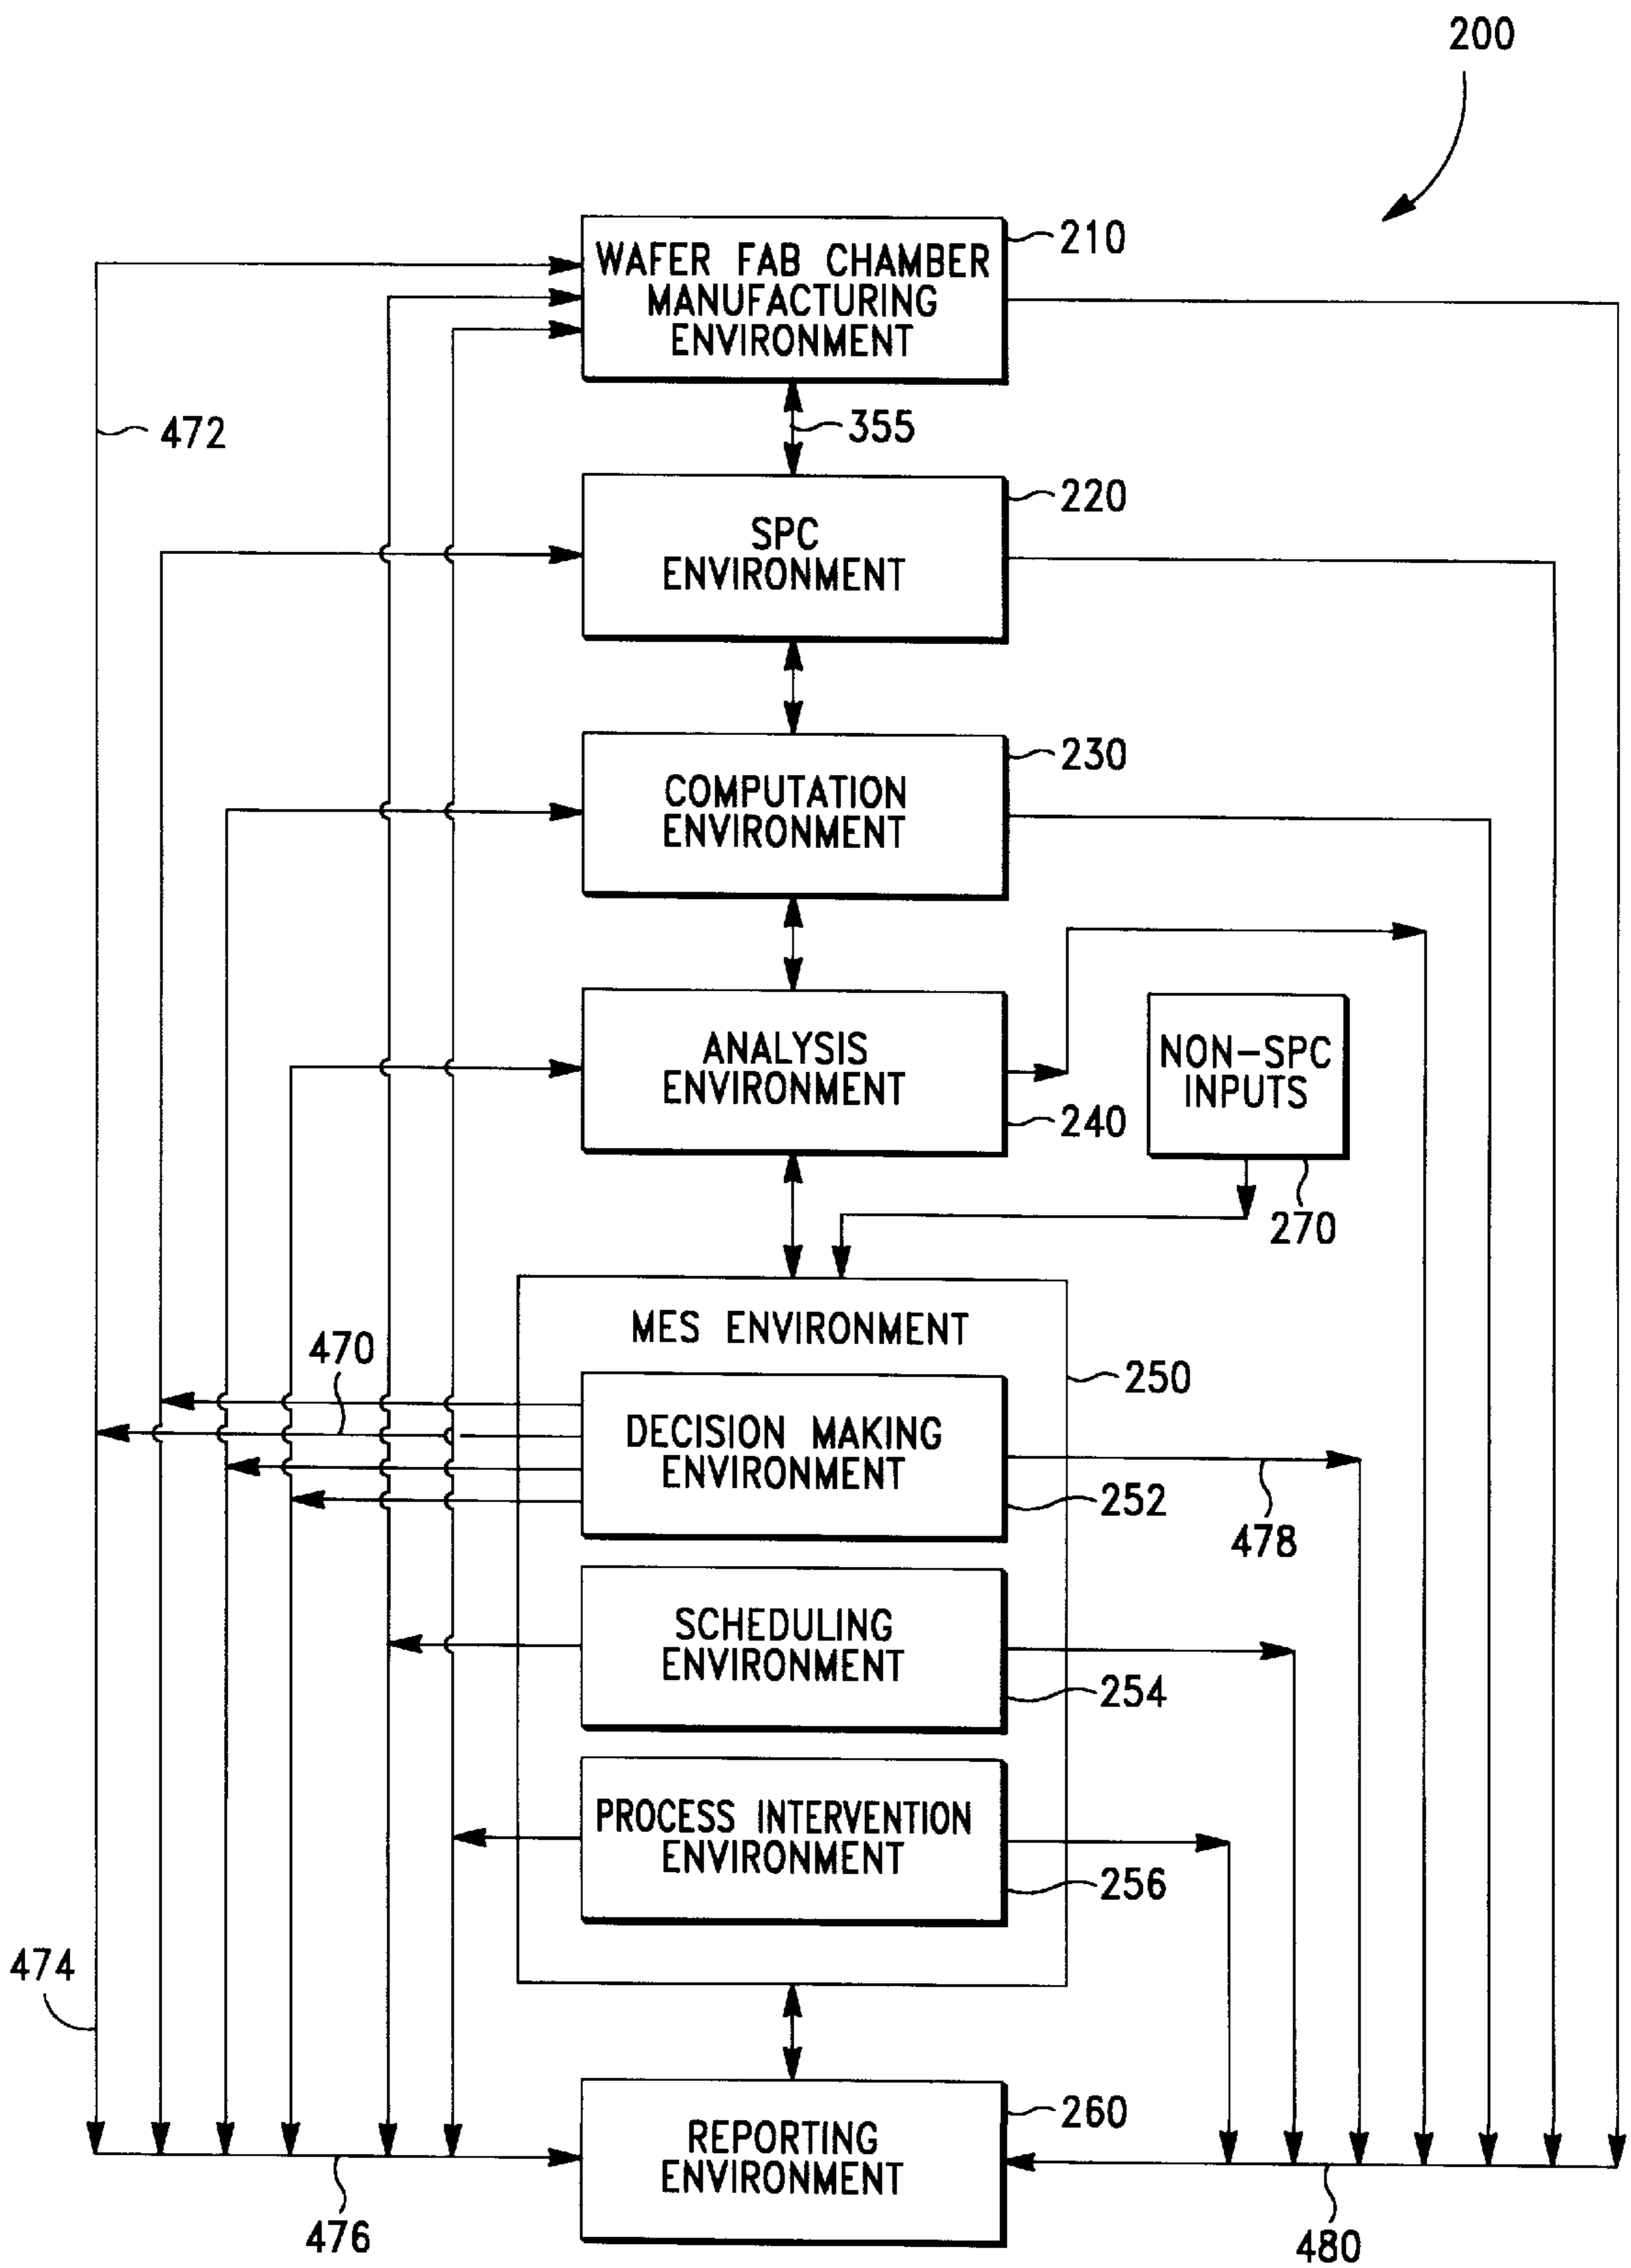 200
WAFER FAB CHAMBER
MANUFACTURING
ENVIRONMENT
210
472
355
SPC
ENVIRONMENT
220
COMPUTATION
ENVIRONMENT
230
ANALYSIS
ENVIRONMENT
240
NON-SPC
INPUTS
270
MES ENVIRONMENT
250
470
DECISION MAKING
ENVIRONMENT
252
478
SCHEDULING
ENVIRONMENT
254
PROCESS INTERVENTION
ENVIRONMENT
256
474
REPORTING
ENVIRONMENT
260
476
480